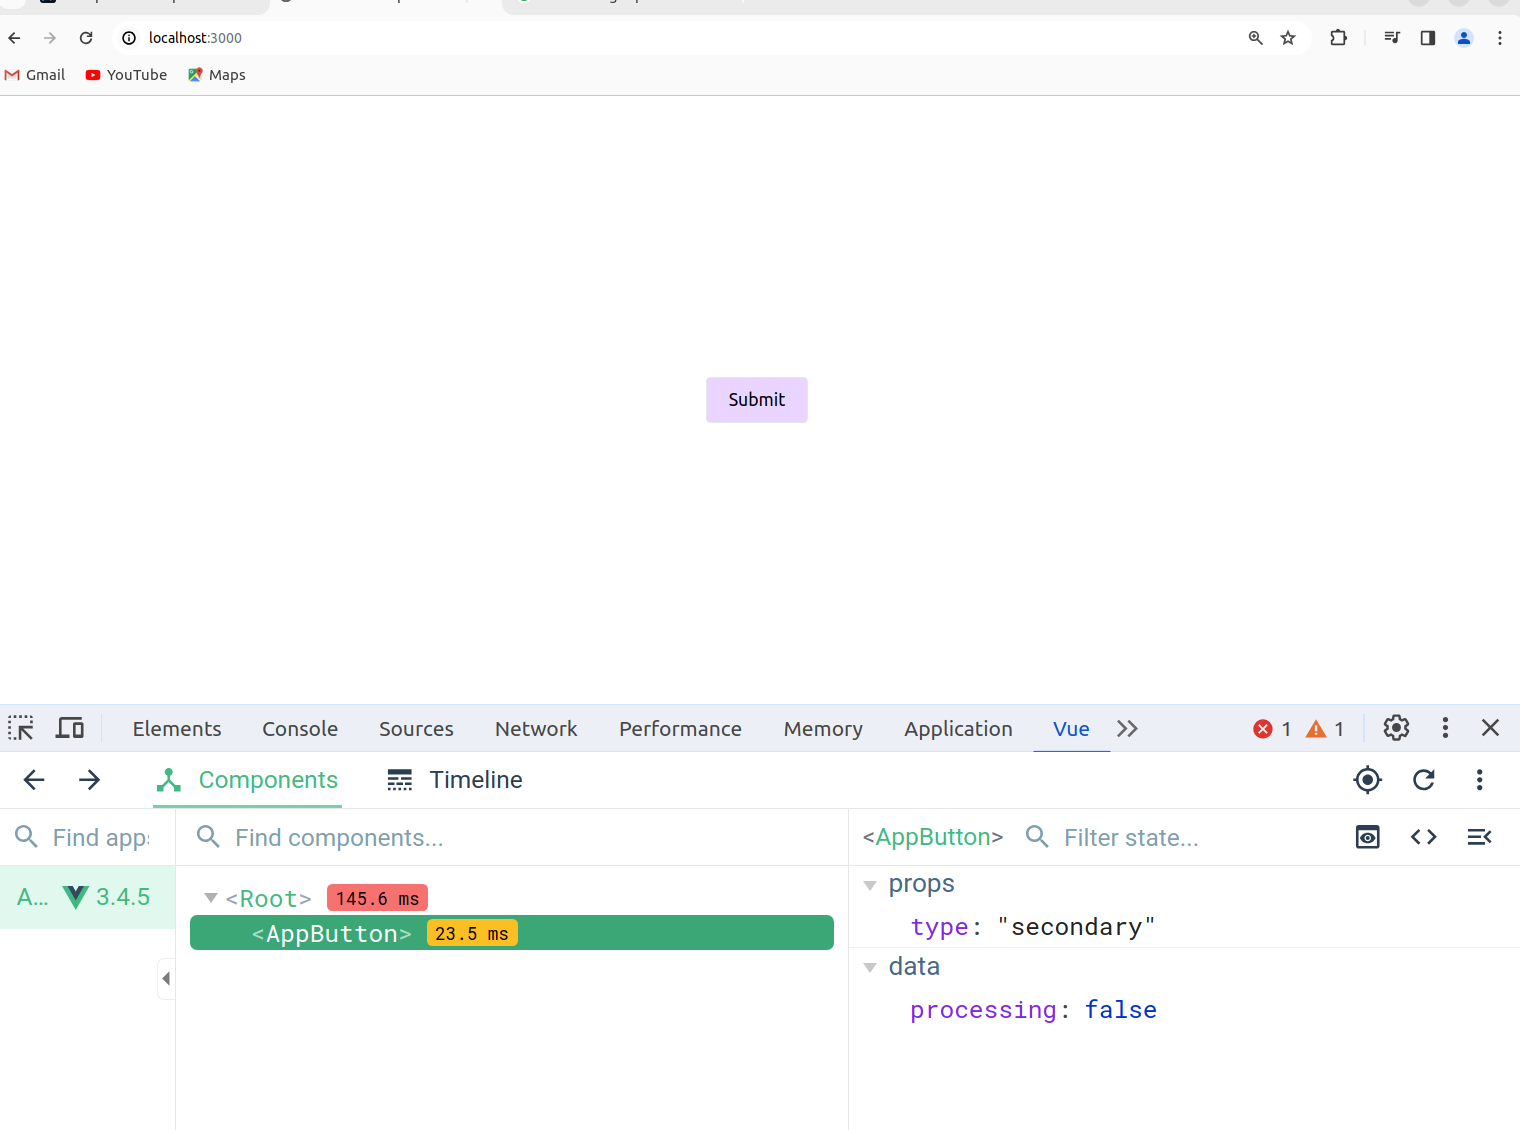 localhost:3000
Gmail YouTube Maps
Submit
Elements Console Sources Network Performance Memory Application Vue 1 1
Components Timeline
Find apps
Find components...
<AppButton> Filter state...
A... 3.4.5
<Root> 145.6 ms
<AppButton> 23.5 ms
props
type: "secondary"
data
processing: false